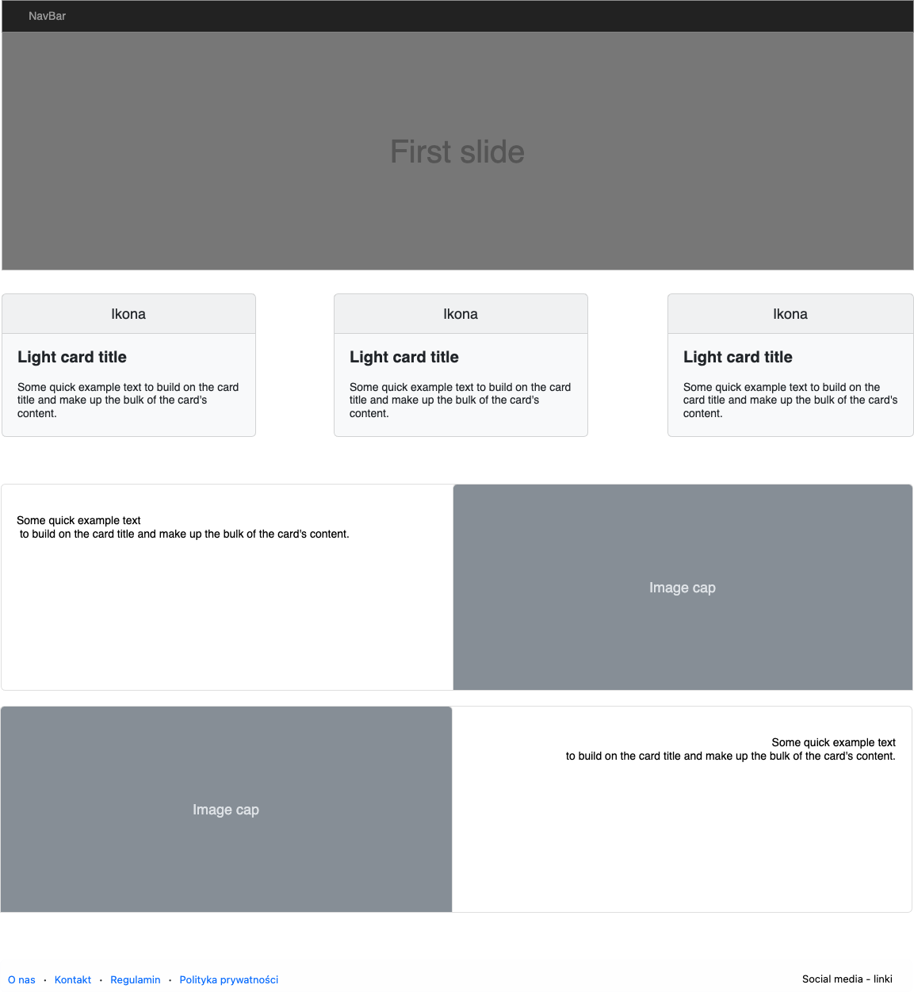 NavBar
First slide
Ikona
Light card title
Some quick example text to build on the card
title and make up the bulk of the card's
content.
Ikona
Light card title
Some quick example text to build on the card
title and make up the bulk of the card's
content.
Ikona
Light card title
Some quick example text to build on the
card title and make up the bulk of the card's
content.
Some quick example text
to build on the card title and make up the bulk of the card's content.
Image cap
Image cap
Some quick example text
to build on the card title and make up the bulk of the card's content.
O nas · Kontakt · Regulamin · Polityka prywatności
Social media - linki